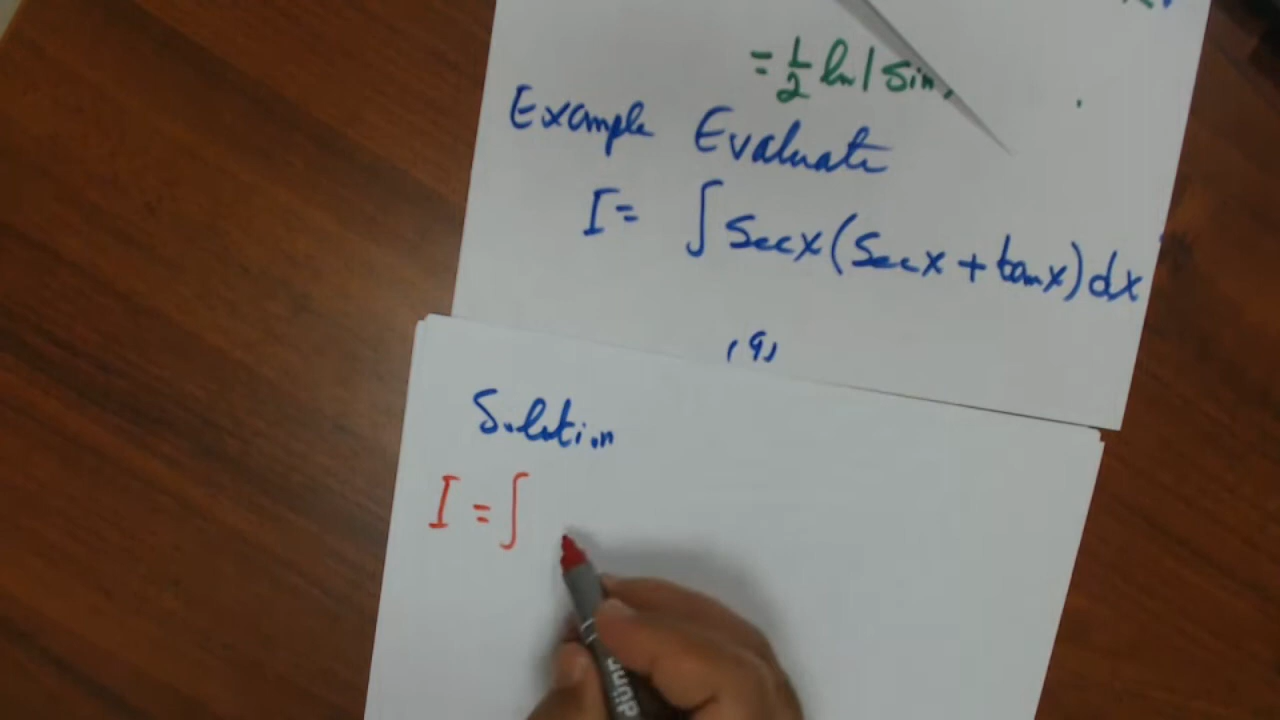 = 1/2 ln | Sin
Example Evaluate
I = ∫ Secx (Secx + tanx) dx
(9)
Solution
I = ∫